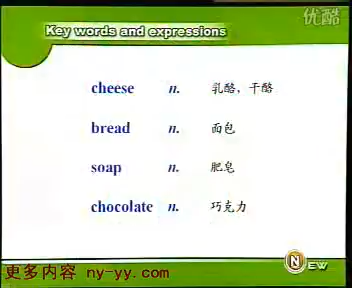 优酷
Key words and expressions
cheese n. 乳酪，干酪
bread n. 面包
soap n. 肥皂
chocolate n. 巧克力
NEW
更多内容 ny-yy.com